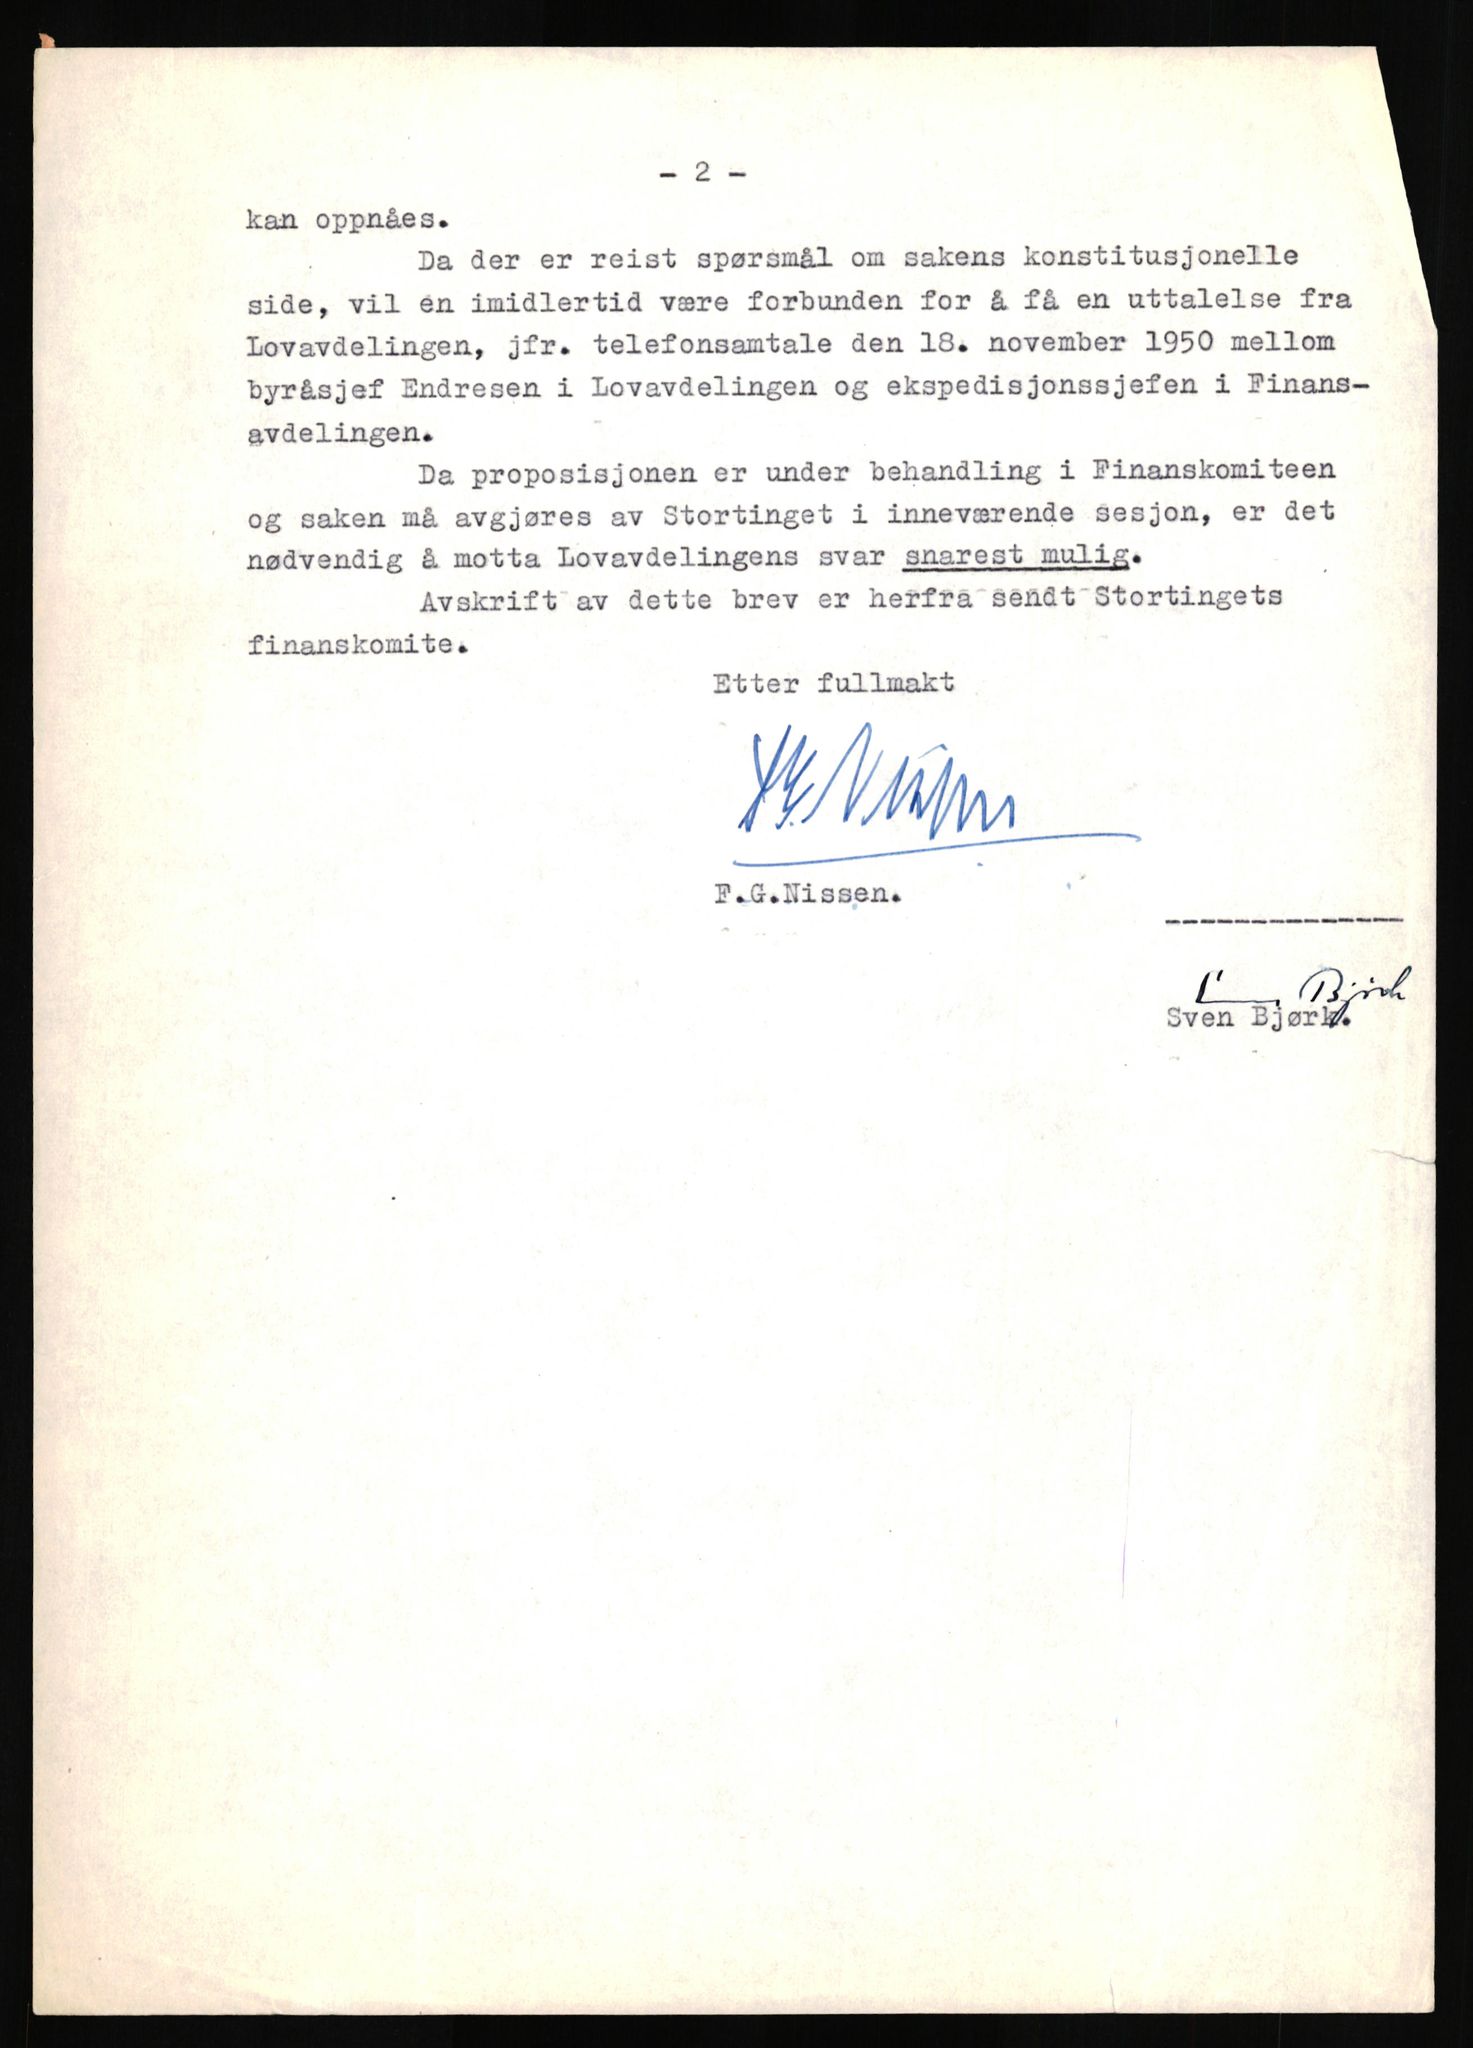 - 2 -
kan oppnåes.
Da der er reist spørsmål om sakens konstitusjonelle
side, vil en imidlertid være forbunden for å få en uttalelse fra
Lovavdelingen, jfr. telefonsamtale den 18. november 1950 mellom
byråsjef Endresen i Lovavdelingen og ekspedisjonssjefen i Finans-
avdelingen.
Da proposisjonen er under behandling i Finanskomiteen
og saken må avgjøres av Stortinget i inneværende sesjon, er det
nødvendig å motta Lovavdelingens svar snarest mulig.
Avskrift av dette brev er herfra sendt Stortingets
finanskomite.
Etter fullmakt
F.G. Nissen
F.G.Nissen.
---------------
Sven Bjørk
Sven Bjørk.